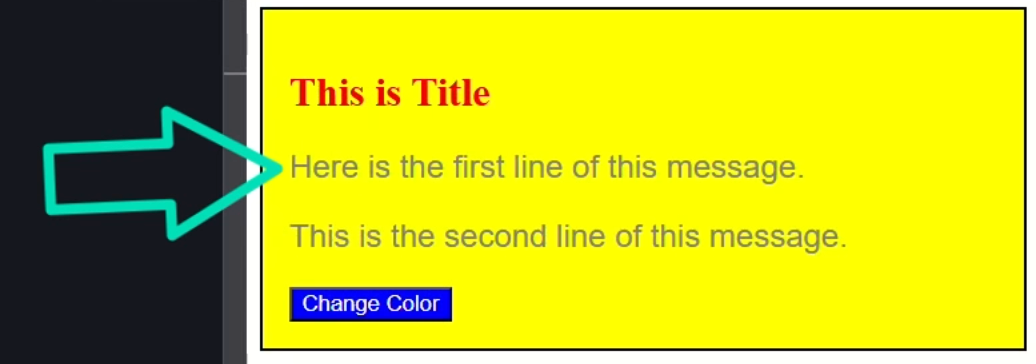 This is Title
Here is the first line of this message.
This is the second line of this message.
Change Color